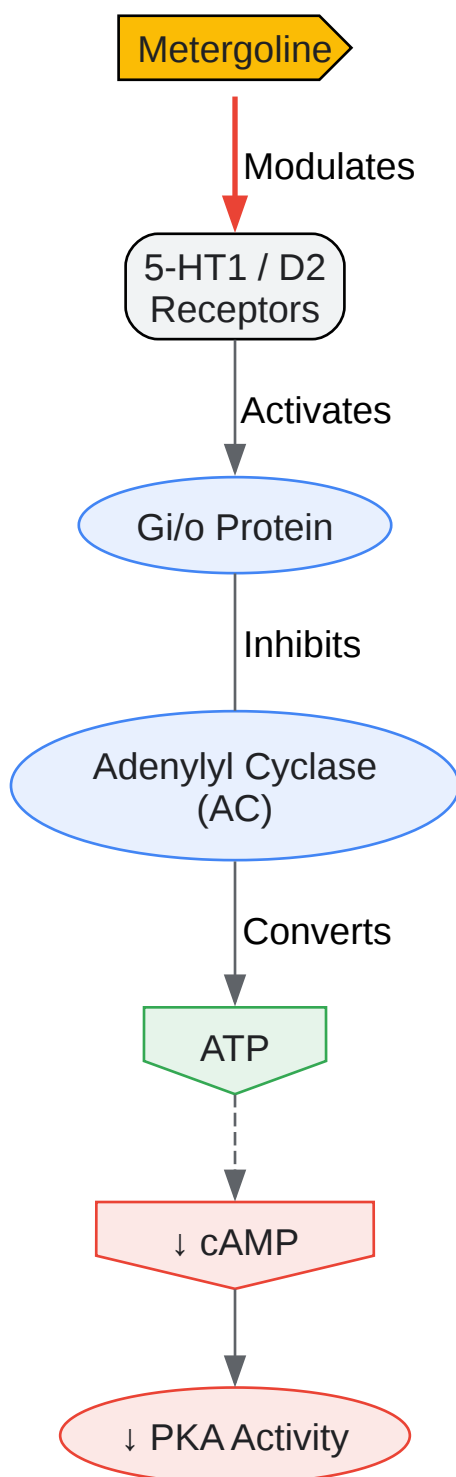 Metergoline
Modulates
5-HT1 / D2
Receptors
Activates
Gi/o Protein
Inhibits
Adenylyl Cyclase
(AC)
Converts
ATP
↓ cAMP
↓ PKA Activity